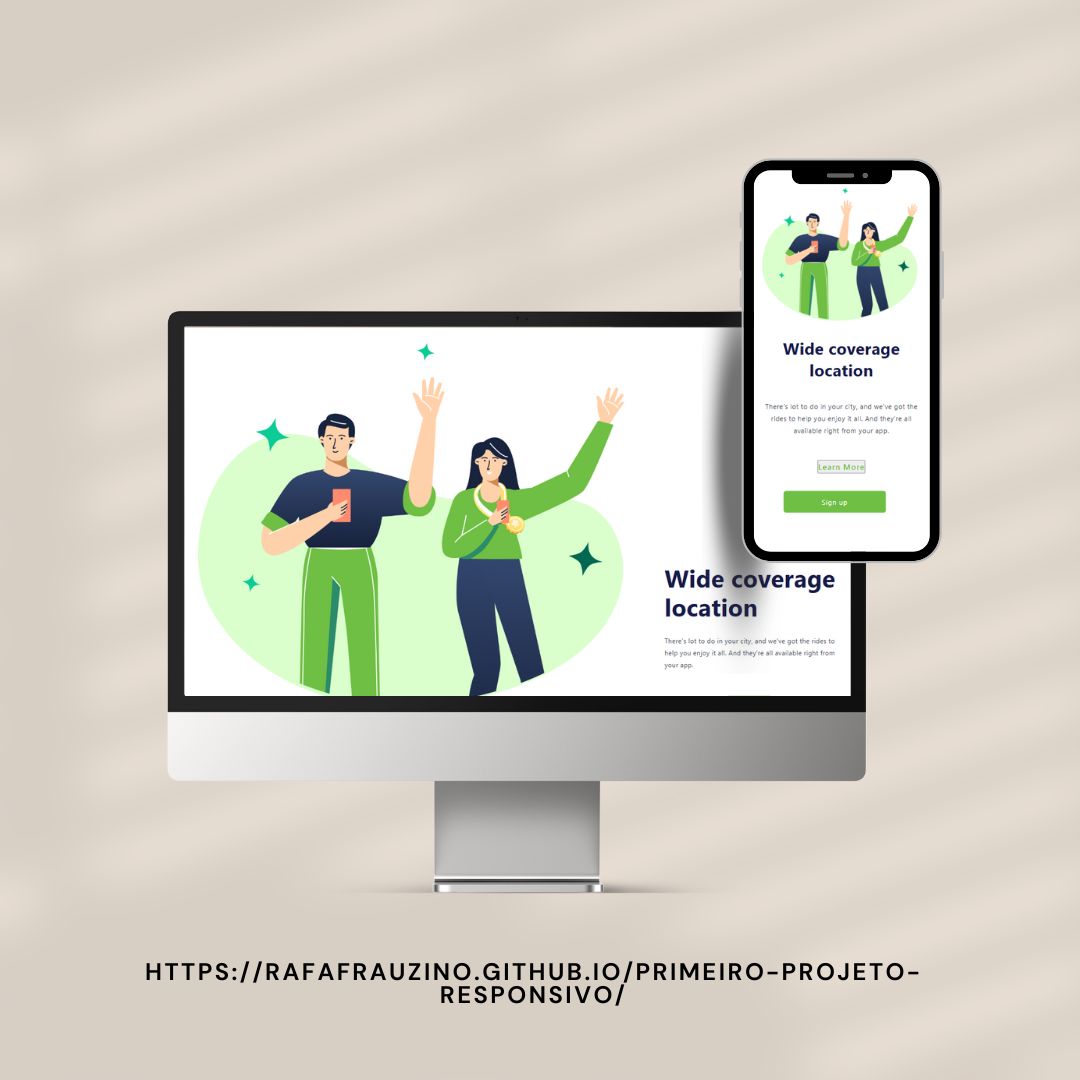 Wide coverage
location
There's lot to do in your city, and we've got the
rides to help you enjoy it all. And they're all
available right from your app.
Learn More
Sign up
Wide coverage
location
There's lot to do in your city, and we've got the rides to
help you enjoy it all. And they're all available right from
your app.
HTTPS://RAFAFRAUZINO.GITHUB.IO/PRIMEIRO-PROJETO-
RESPONSIVO/